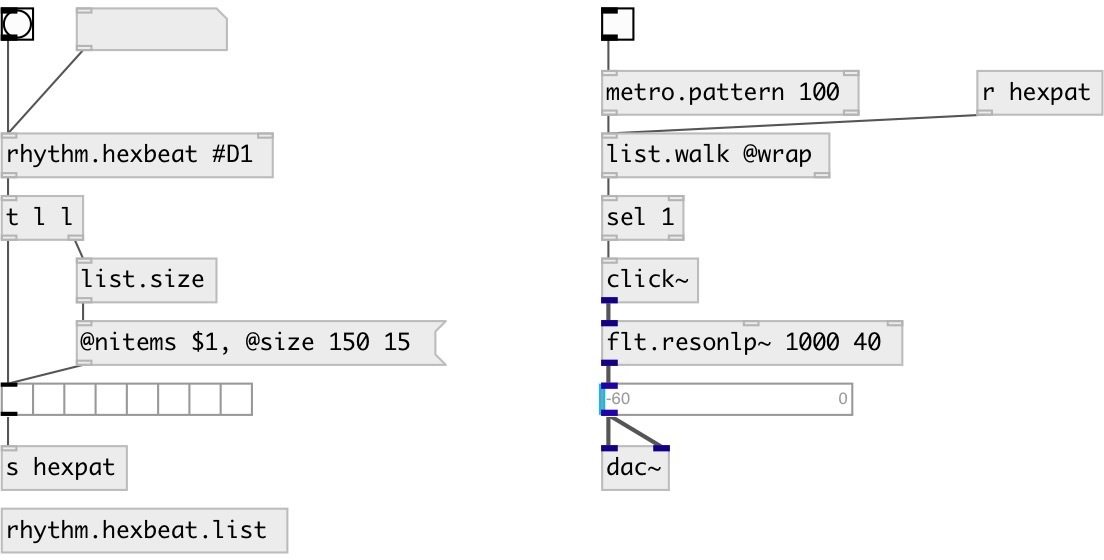 rhythm.hexbeat #D1
t l l
list.size
@nitems $1, @size 150 15
s hexpat
rhythm.hexbeat.list
metro.pattern 100
r hexpat
list.walk @wrap
sel 1
click~
flt.resonlp~ 1000 40
-60 0
dac~